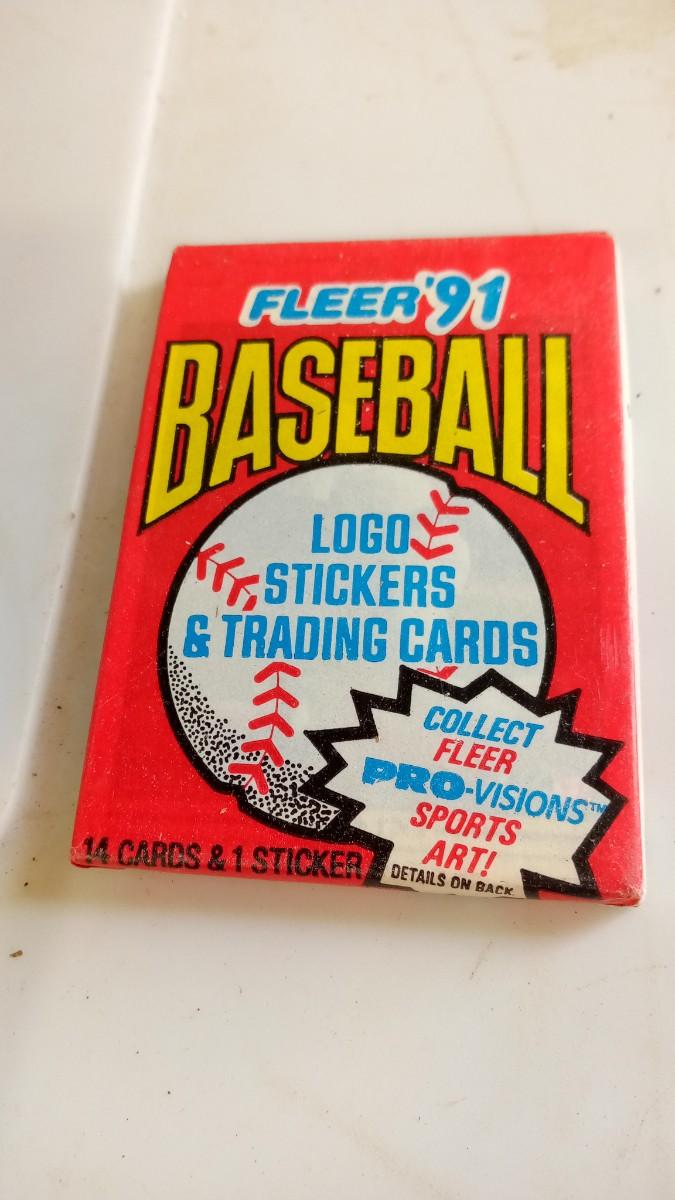 FLEER '91
BASEBALL
LOGO
STICKERS
& TRADING CARDS
COLLECT
FLEER
PRO-VISIONS™
SPORTS
ART!
DETAILS ON BACK
14 CARDS & 1 STICKER